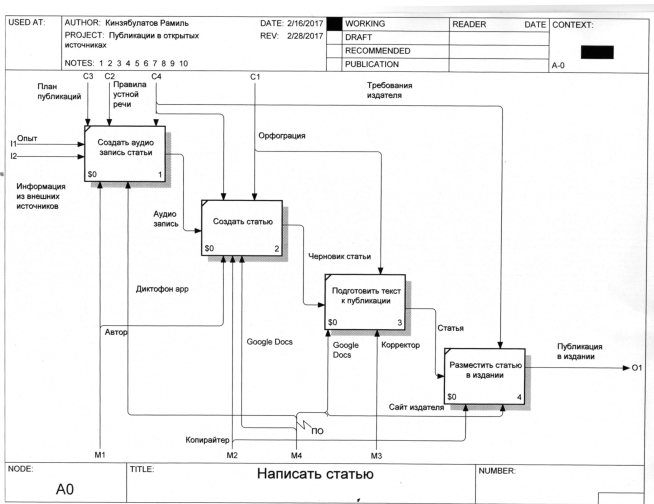 USED AT:
AUTHOR: Кинзябулатов Рамиль
DATE: 2/16/2017
WORKING
READER
DATE
CONTEXT:
PROJECT: Публикации в открытых
источниках
REV: 2/28/2017
DRAFT
RECOMMENDED
NOTES: 1 2 3 4 5 6 7 8 9 10
PUBLICATION
A-0
C3
C2
C4
C1
План
публикаций
Правила
устной
речи
Требования
издателя
Орфограция
I1
Опыт
I2
Информация
из внешних
источников
Создать аудио
запись статьи
$0
1
Аудио
запись
Создать статью
$0
2
Черновик статьи
Диктофон app
Подготовить текст
к публикации
$0
3
Статья
Автор
Google Docs
Google
Docs
Корректор
Разместить статью
в издании
$0
4
Публикация
в издании
O1
Сайт издателя
ПО
Копирайтер
M1
M2
M4
M3
NODE:
A0
TITLE:
Написать статью
NUMBER: